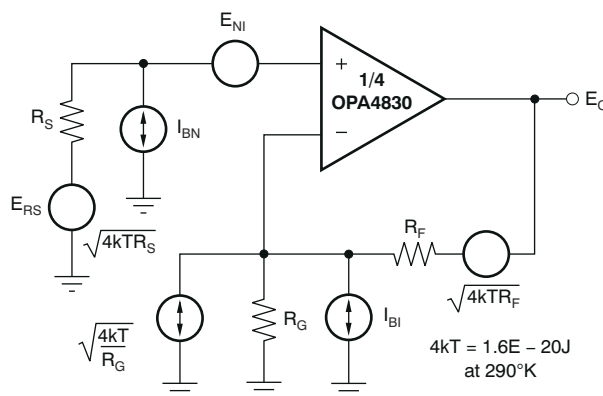 E_NI
+
1/4
OPA4830
−
E_O
R_S
I_BN
E_RS
√4kTR_S
R_F
√4kTR_F
√4kT/R_G
R_G
I_BI
4kT = 1.6E − 20J
at 290°K